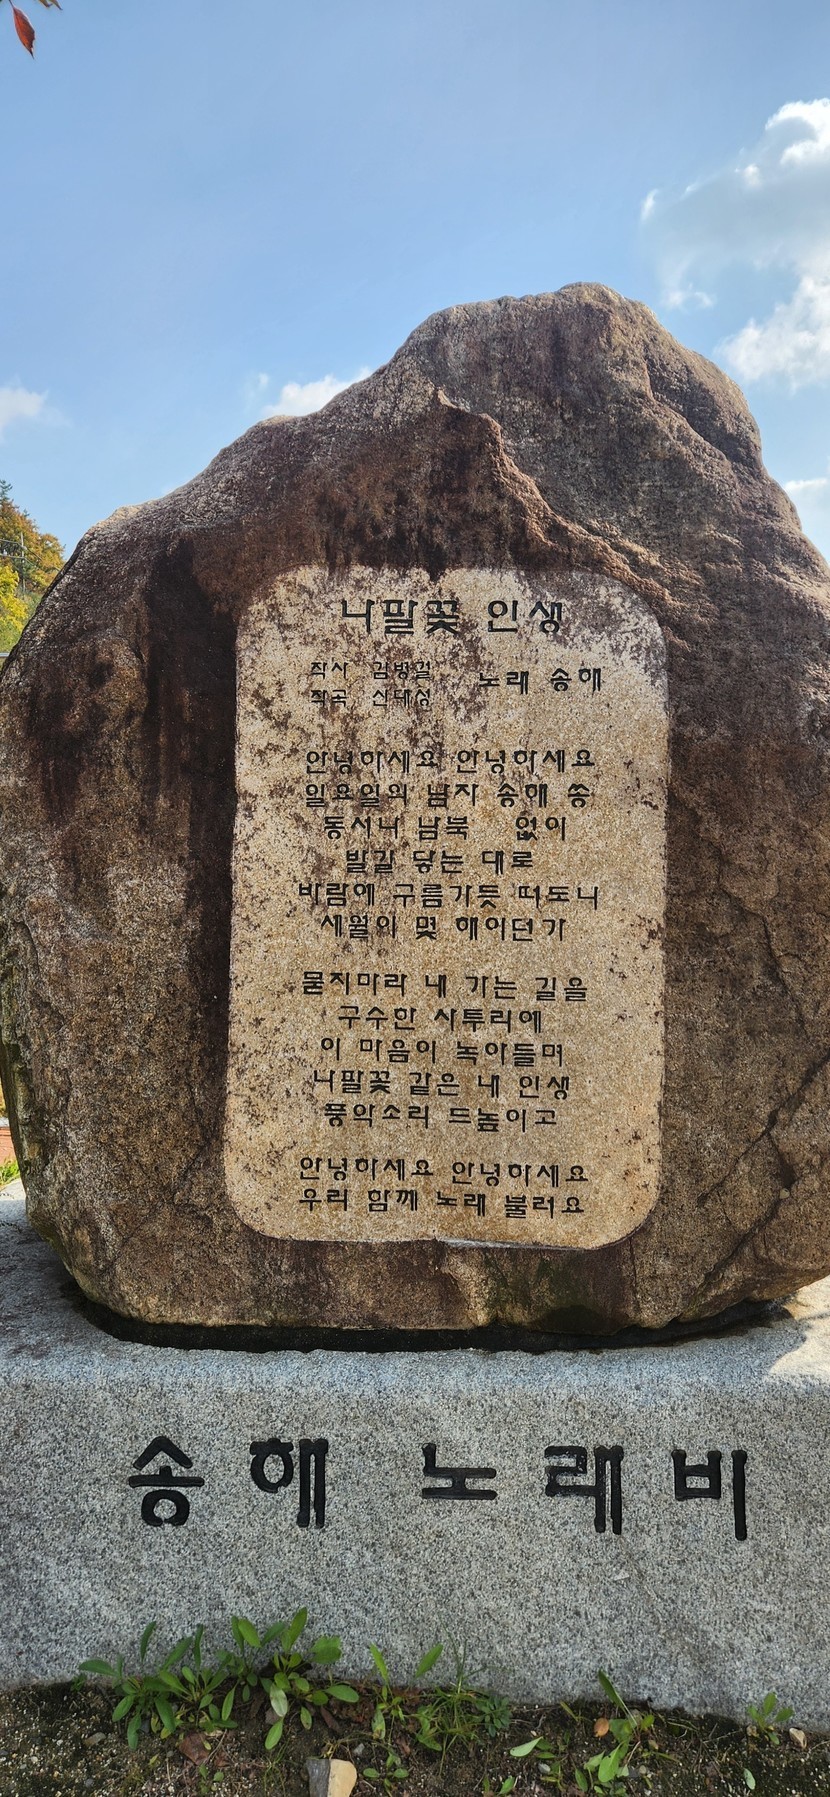 나팔꽃 인생
작사 김병걸
작곡 신대성
노래 송해
안녕하세요 안녕하세요
일요일의 남자 송해 쏭
동서나 남북 없이
발길 닿는 대로
바람에 구름가듯 떠도니
세월이 몇 해이던가
묻지마라 내 가는 길을
구수한 사투리에
이 마음이 녹아들며
나팔꽃 같은 내 인생
풍악소리 드높이고
안녕하세요 안녕하세요
우리 함께 노래 불러요
송해 노래비